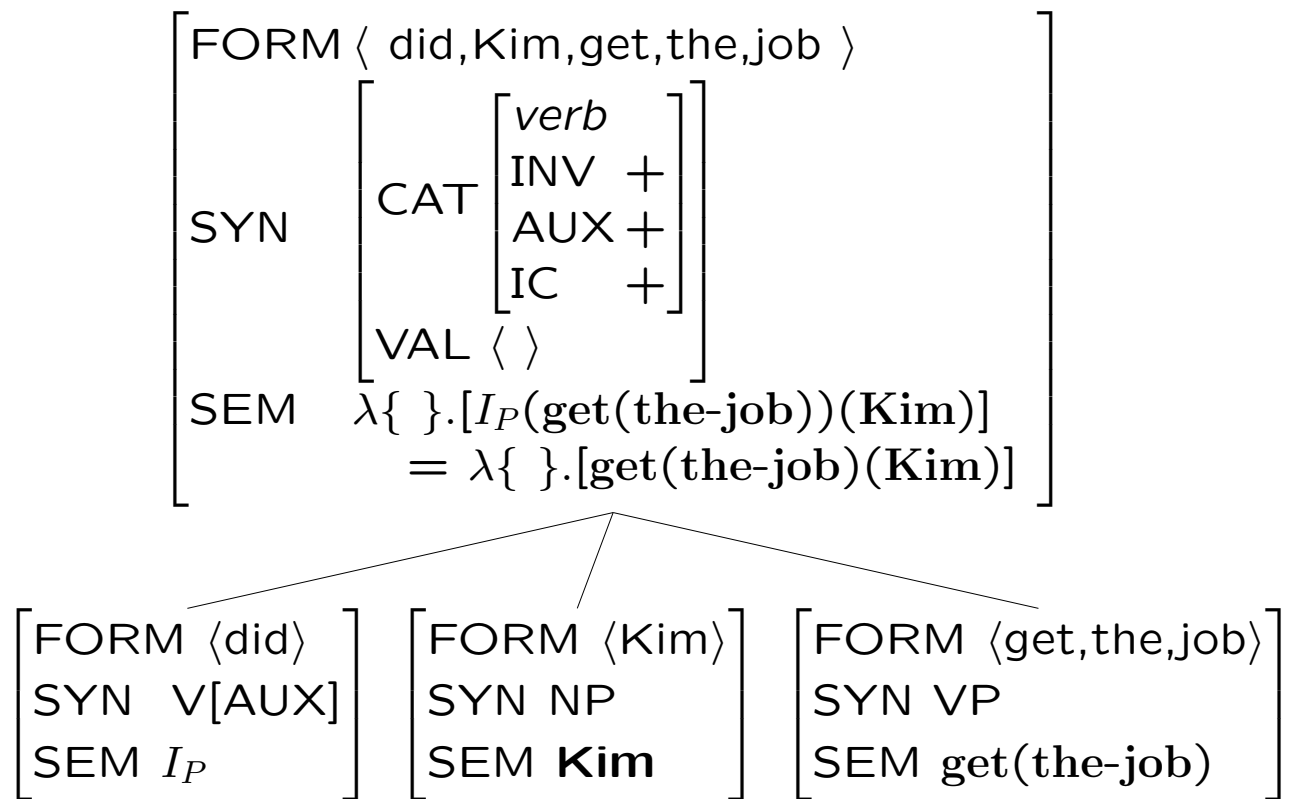 FORM ⟨ did,Kim,get,the,job ⟩
verb
INV +
CAT
AUX +
SYN
IC +
VAL ⟨ ⟩
SEM λ{ }.[I_P(get(the-job))(Kim)]
= λ{ }.[get(the-job)(Kim)]
FORM ⟨did⟩
SYN V[AUX]
SEM I_P
FORM ⟨Kim⟩
SYN NP
SEM Kim
FORM ⟨get,the,job⟩
SYN VP
SEM get(the-job)